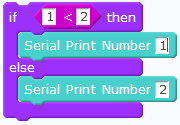 if 1 < 2 then
Serial Print Number 1
else
Serial Print Number 2